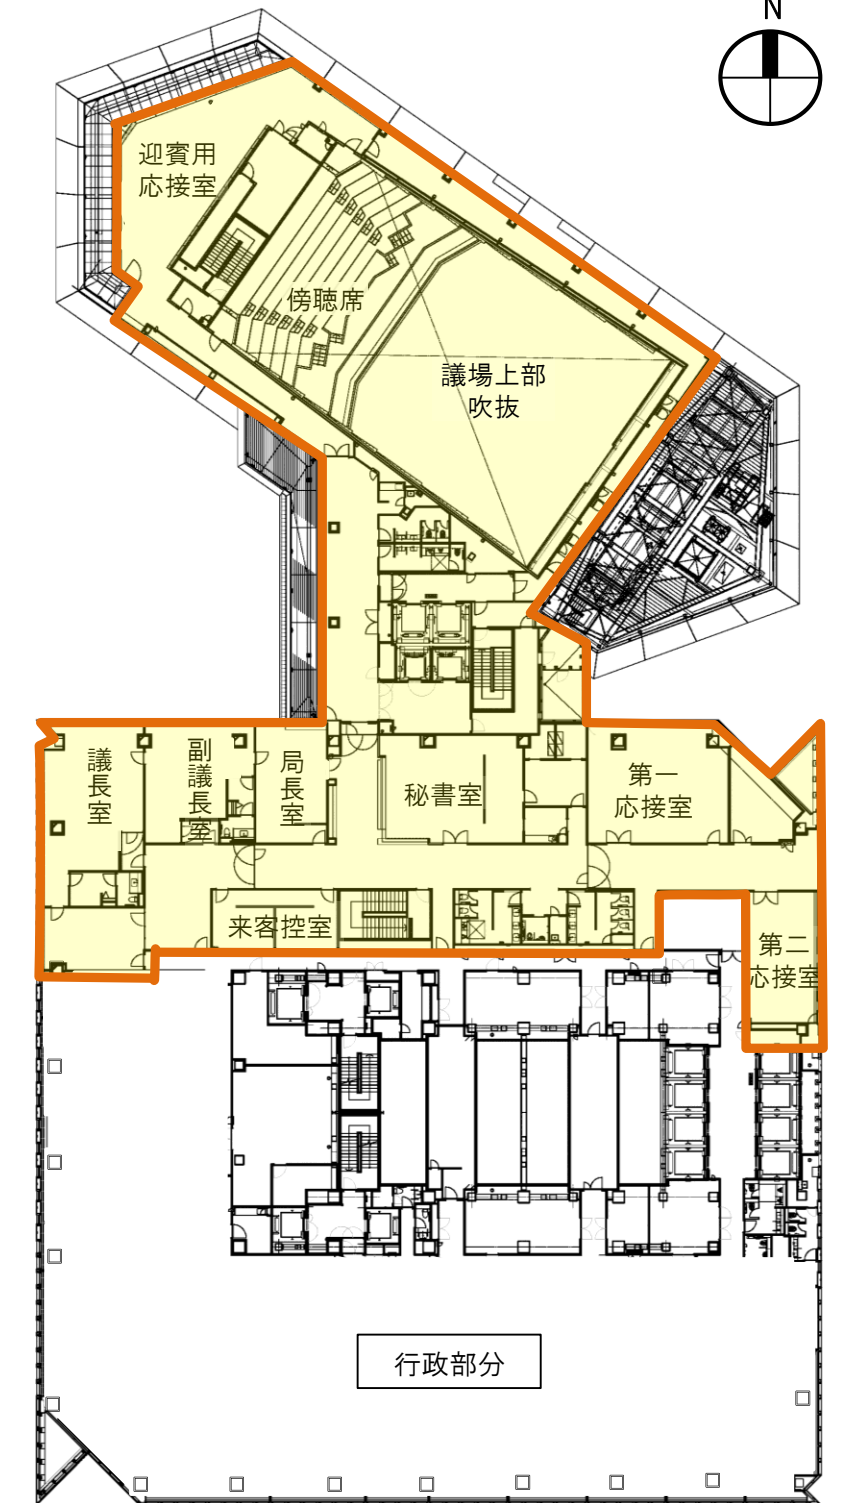 N
迎賓用
応接室
傍聴席
議場上部
吹抜
議長室
副議長室
局長室
秘書室
第一
応接室
来客控室
第二
応接室
行政部分